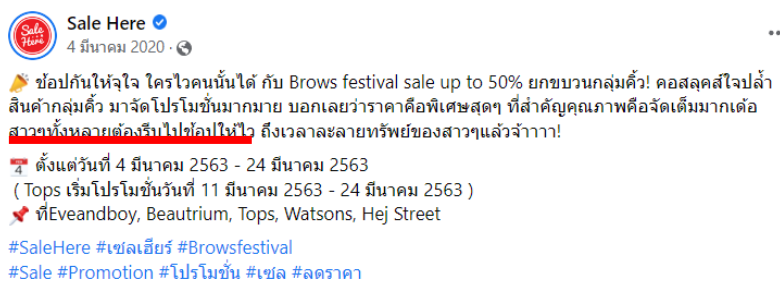 Sale Here
Sale Here
4 มีนาคม 2020 ·
ช้อปกันให้จุใจ ใครไวคนนั้นได้ กับ Brows festival sale up to 50% ยกขบวนกลุ่มคิ้ว! คอสลุคส์ใจปล้ำ
สินค้ากลุ่มคิ้ว มาจัดโปรโมชั่นมากมาย บอกเลยว่าราคาคือพิเศษสุดๆ ที่สำคัญคุณภาพคือจัดเต็มมากเด้อ
สาวๆทั้งหลายต้องรีบไปช้อปให้ไว ถึงเวลาละลายทรัพย์ของสาวๆแล้วจ้าาาา!
ตั้งแต่วันที่ 4 มีนาคม 2563 - 24 มีนาคม 2563
( Tops เริ่มโปรโมชั่นวันที่ 11 มีนาคม 2563 - 24 มีนาคม 2563 )
ที่Eveandboy, Beautrium, Tops, Watsons, Hej Street
#SaleHere #เซลเฮียร์ #Browsfestival
#Sale #Promotion #โปรโมชั่น #เซล #ลดราคา